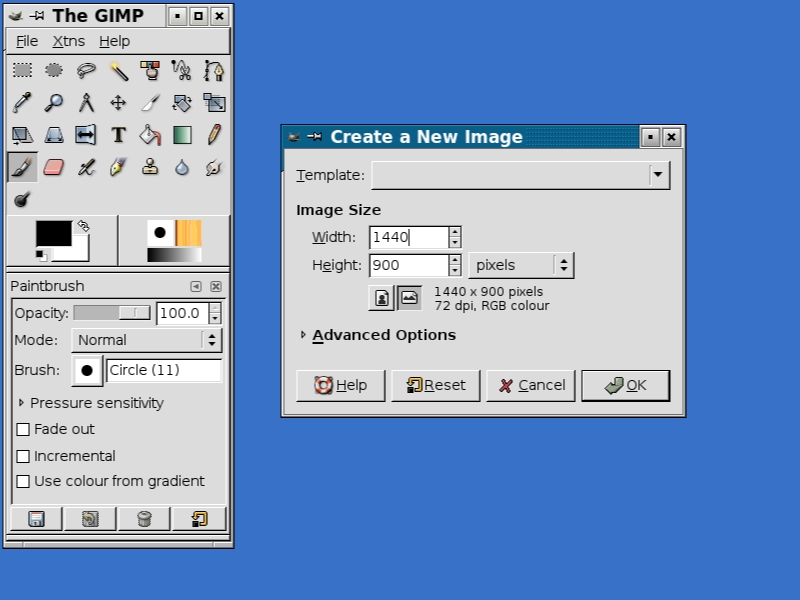 The GIMP
File Xtns Help
Paintbrush
Opacity: 100.0
Mode: Normal
Brush: Circle (11)
Pressure sensitivity
Fade out
Incremental
Use colour from gradient
Create a New Image
Template:
Image Size
Width: 1440
Height: 900 pixels
1440 x 900 pixels
72 dpi, RGB colour
Advanced Options
Help Reset Cancel OK